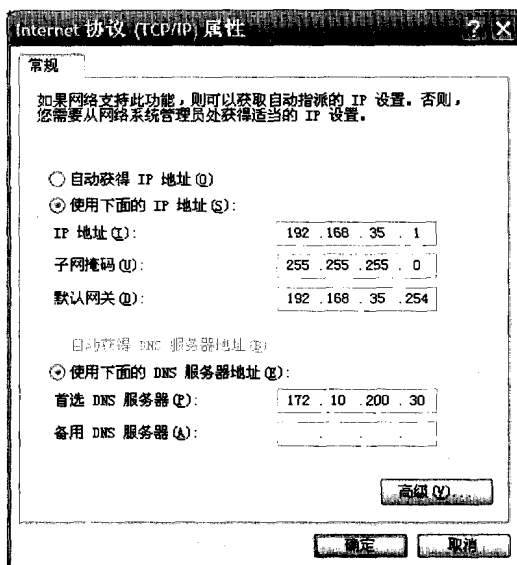 Internet 协议 (TCP/IP) 属性
常规
如果网络支持此功能，则可以获取自动指派的 IP 设置。否则，
您需要从网络系统管理员处获得适当的 IP 设置。
自动获得 IP 地址(O)
使用下面的 IP 地址(S):
IP 地址(I): 192 . 168 . 35 . 1
子网掩码(U): 255 . 255 . 255 . 0
默认网关(D): 192 . 168 . 35 . 254
自动获得 DNS 服务器地址(B)
使用下面的 DNS 服务器地址(E):
首选 DNS 服务器(P): 172 . 10 . 200 . 30
备用 DNS 服务器(A): . . .
高级(V)...
确定 取消